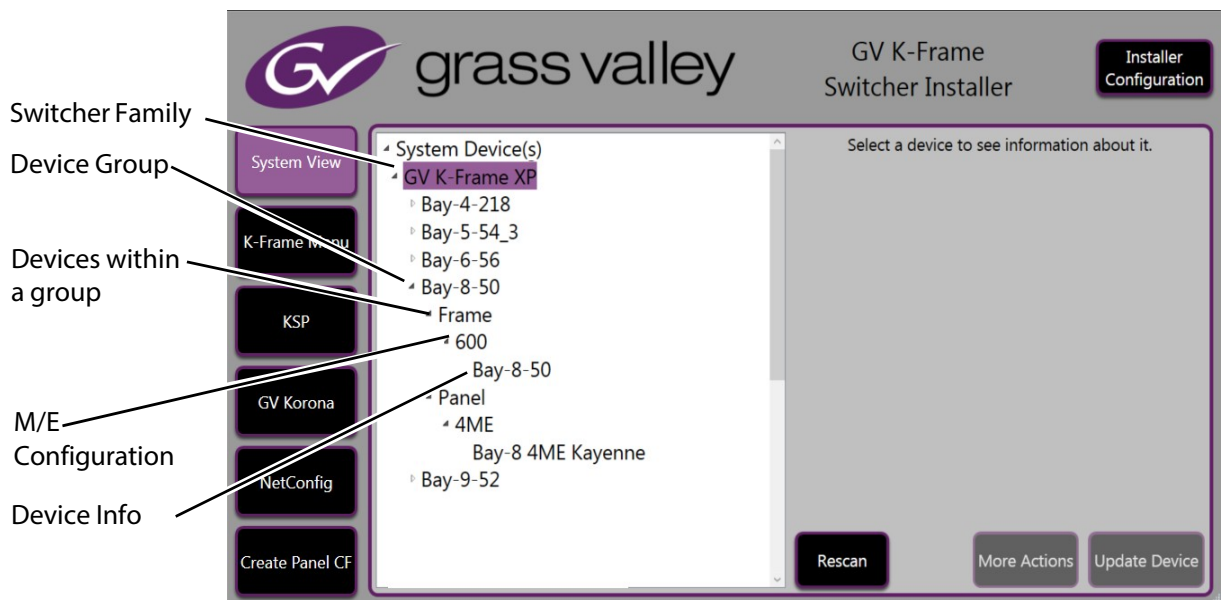 GV
grass valley
GV K-Frame
Switcher Installer
Installer
Configuration
Switcher Family
Device Group
Devices within
a group
M/E
Configuration
Device Info
System View
K-Frame Menu
KSP
GV Korona
NetConfig
Create Panel CF
System Device(s)
GV K-Frame XP
Bay-4-218
Bay-5-54_3
Bay-6-56
Bay-8-50
Frame
600
Bay-8-50
Panel
4ME
Bay-8 4ME Kayenne
Bay-9-52
Select a device to see information about it.
Rescan
More Actions
Update Device